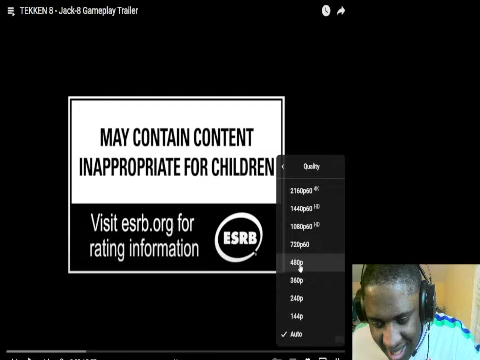 TEKKEN 8 - Jack-8 Gameplay Trailer
MAY CONTAIN CONTENT
INAPPROPRIATE FOR CHILDREN
Visit esrb.org for
rating information
ESRB
Quality
2160p60 4K
1440p60 HD
1080p60 HD
720p60
480p
360p
240p
144p
Auto